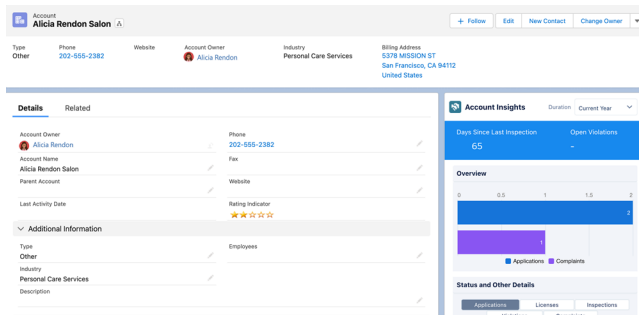 Account
Alicia Rendon Salon
+ Follow
Edit
New Contact
Change Owner
Type
Other
Phone
202-555-2382
Website
Account Owner
Alicia Rendon
Industry
Personal Care Services
Billing Address
5378 MISSION ST
San Francisco, CA 94112
United States
Details
Related
Account Owner
Alicia Rendon
Phone
202-555-2382
Account Name
Alicia Rendon Salon
Fax
Parent Account
Website
Last Activity Date
Rating Indicator
Additional Information
Type
Other
Employees
Industry
Personal Care Services
Description
Account Insights
Duration
Current Year
Days Since Last Inspection
65
Open Violations
-
Overview
0 0.5 1 1.5 2
2
1
Applications Complaints
Status and Other Details
Applications
Licenses
Inspections